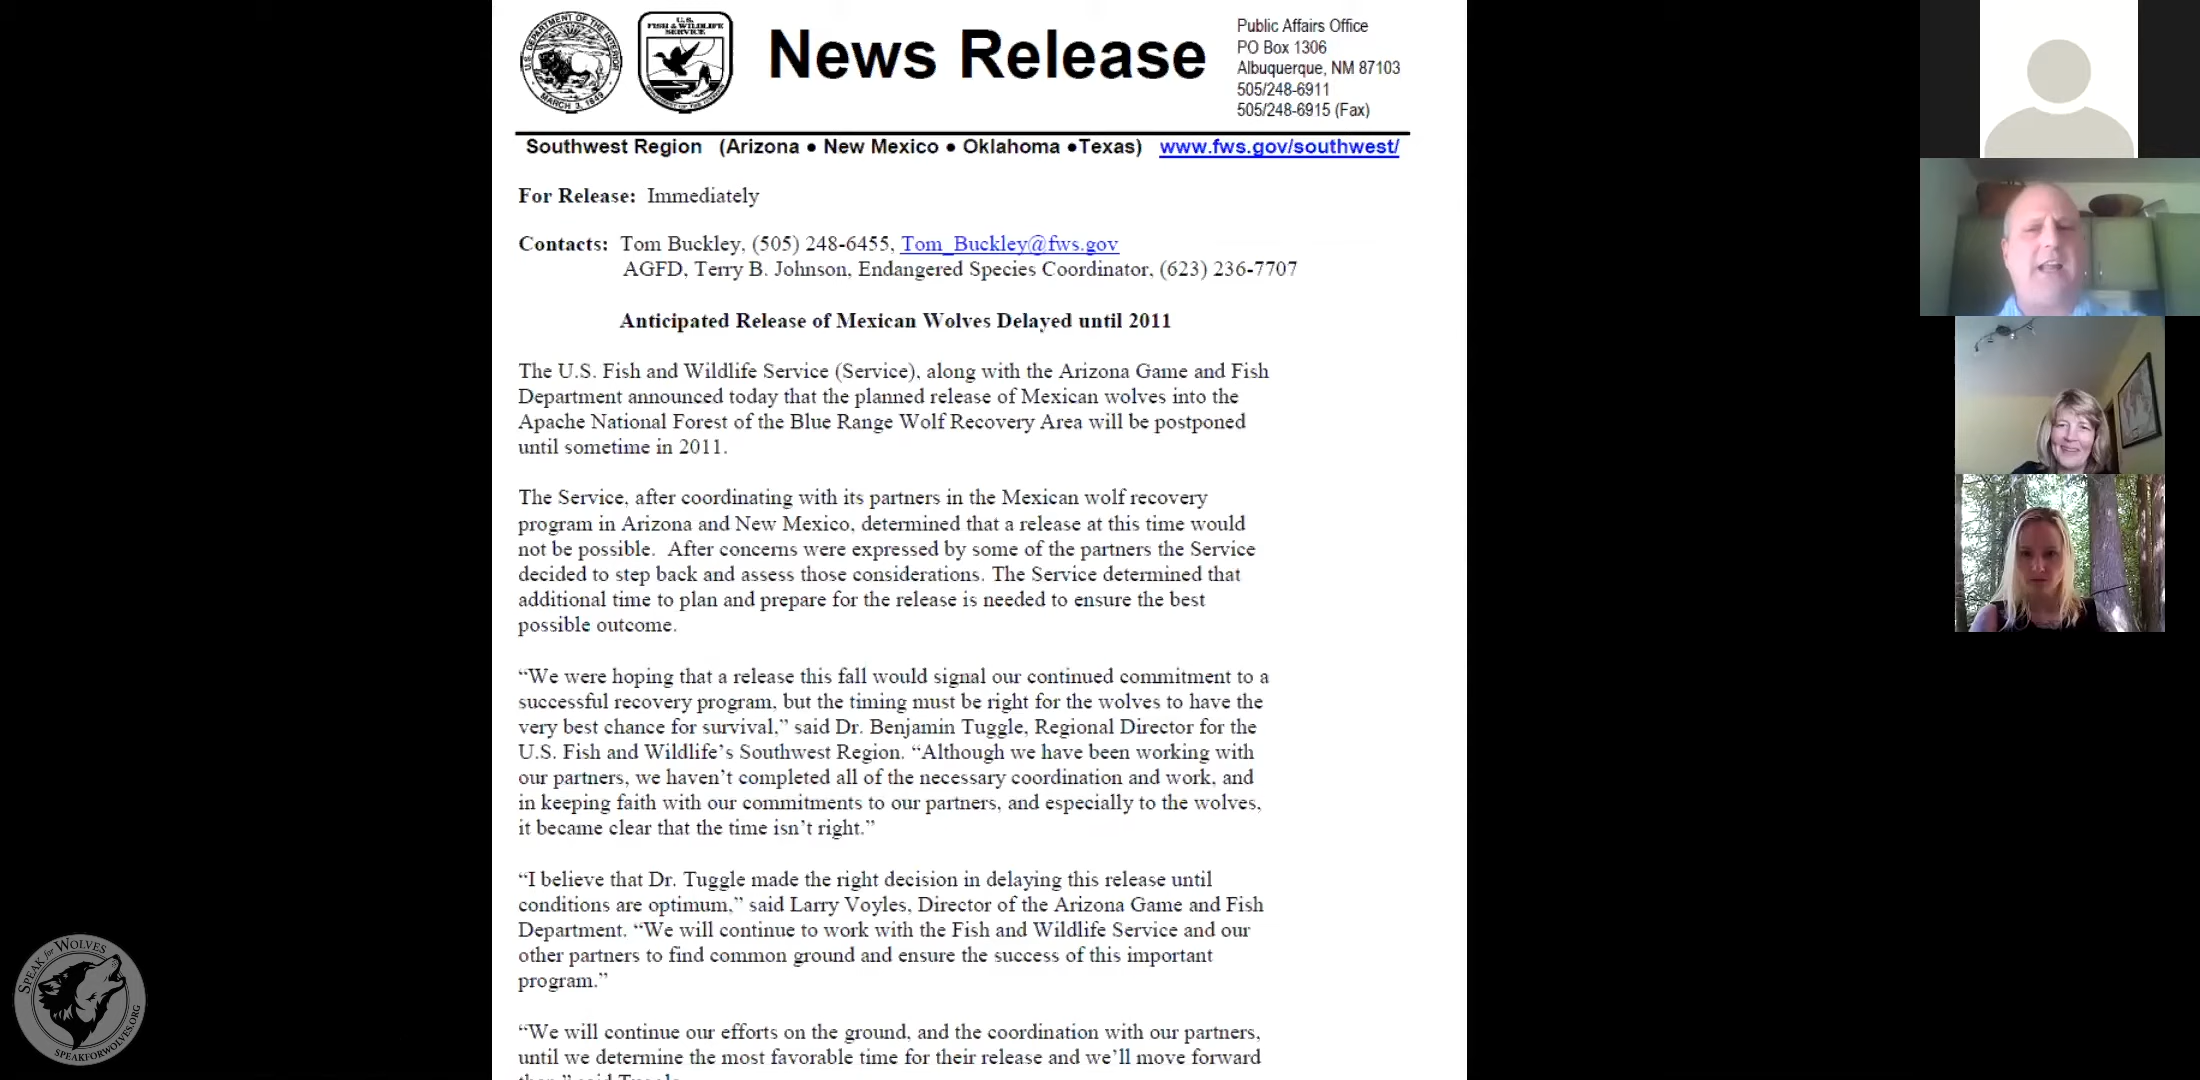 U.S. DEPARTMENT OF THE INTERIOR
MARCH 3, 1849
U.S.
FISH & WILDLIFE
SERVICE
DEPARTMENT OF THE INTERIOR
News Release
Public Affairs Office
PO Box 1306
Albuquerque, NM 87103
505/248-6911
505/248-6915 (Fax)
Southwest Region (Arizona ● New Mexico ● Oklahoma ●Texas) www.fws.gov/southwest/
For Release: Immediately
Contacts: Tom Buckley, (505) 248-6455, Tom_Buckley@fws.gov
AGFD, Terry B. Johnson, Endangered Species Coordinator, (623) 236-7707
Anticipated Release of Mexican Wolves Delayed until 2011
The U.S. Fish and Wildlife Service (Service), along with the Arizona Game and Fish
Department announced today that the planned release of Mexican wolves into the
Apache National Forest of the Blue Range Wolf Recovery Area will be postponed
until sometime in 2011.
The Service, after coordinating with its partners in the Mexican wolf recovery
program in Arizona and New Mexico, determined that a release at this time would
not be possible. After concerns were expressed by some of the partners the Service
decided to step back and assess those considerations. The Service determined that
additional time to plan and prepare for the release is needed to ensure the best
possible outcome.
“We were hoping that a release this fall would signal our continued commitment to a
successful recovery program, but the timing must be right for the wolves to have the
very best chance for survival,” said Dr. Benjamin Tuggle, Regional Director for the
U.S. Fish and Wildlife’s Southwest Region. “Although we have been working with
our partners, we haven’t completed all of the necessary coordination and work, and
in keeping faith with our commitments to our partners, and especially to the wolves,
it became clear that the time isn’t right.”
“I believe that Dr. Tuggle made the right decision in delaying this release until
conditions are optimum,” said Larry Voyles, Director of the Arizona Game and Fish
Department. “We will continue to work with the Fish and Wildlife Service and our
other partners to find common ground and ensure the success of this important
program.”
“We will continue our efforts on the ground, and the coordination with our partners,
until we determine the most favorable time for their release and we’ll move forward
then,” said Tuggle.
SPEAK for WOLVES
SPEAKFORWOLVES.ORG